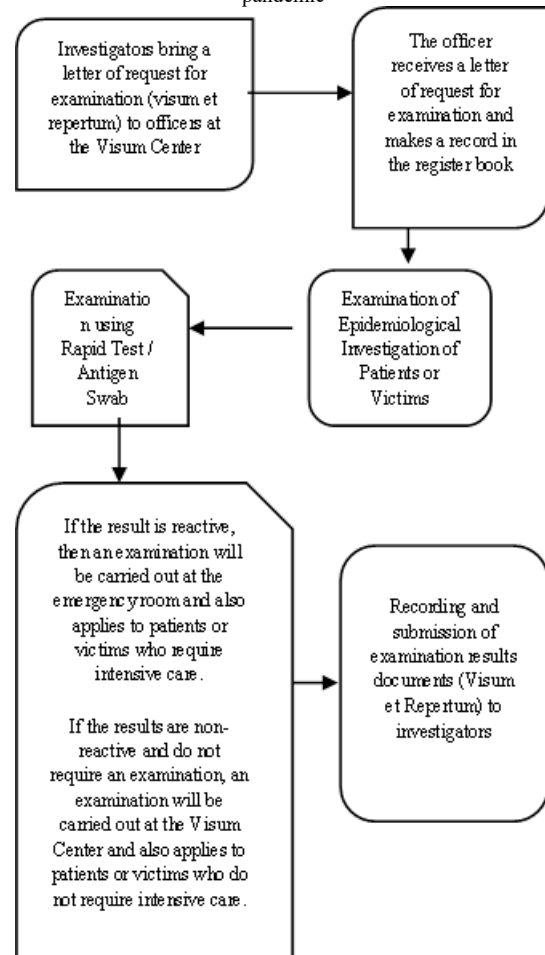 pandemic
Investigators bring a
letter of request for
examination (visum et
repertum) to officers at
the Visum Center
The officer
receives a letter
of request for
examination and
makes a record in
the register book
Examination of
Epidemiological
Investigation of
Patients or
Victims
Examinatio
n using
Rapid Test /
Antigen
Swab
If the result is reactive,
then an examination will
be carried out at the
emergency room and also
applies to patients or
victims who require
intensive care.
If the results are non-
reactive and do not
require an examination, an
examination will be
carried out at the Visum
Center and also applies to
patients or victims who do
not require intensive care.
Recording and
submission of
examination results
documents (Visum
et Repertum) to
investigators